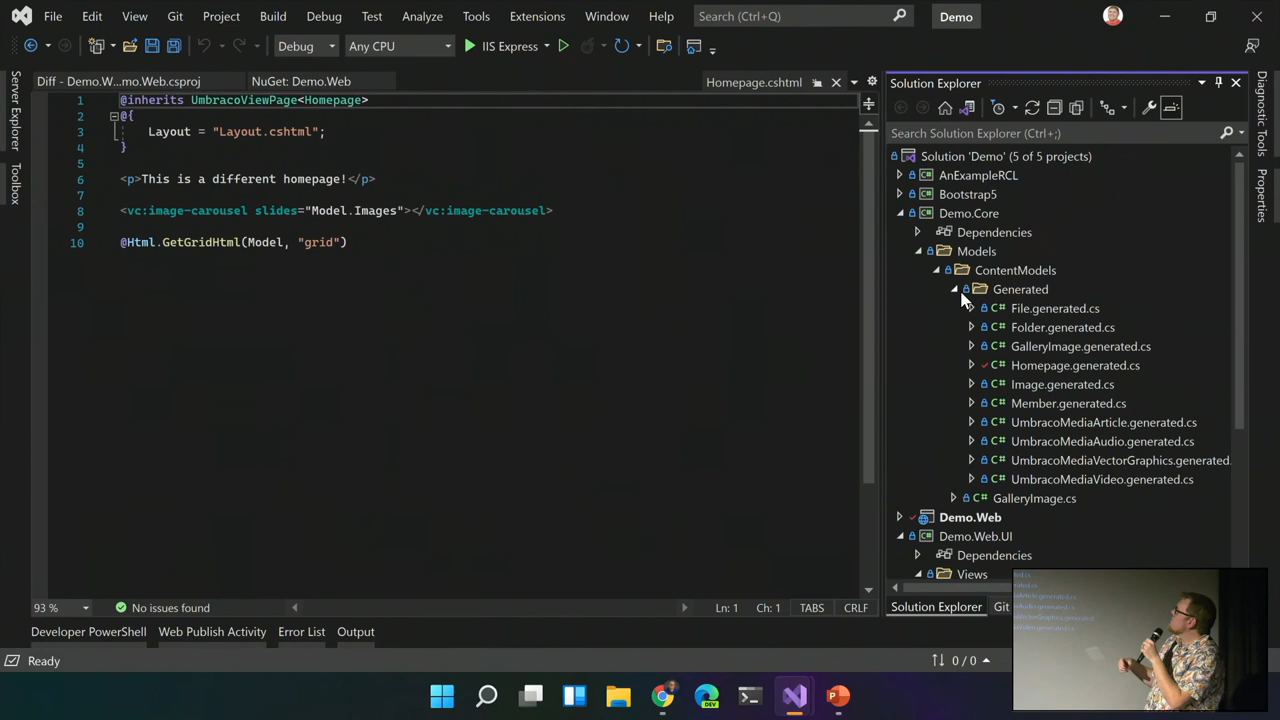 File Edit View Git Project Build Debug Test Analyze Tools Extensions Window Help Search (Ctrl+Q) Demo
Debug Any CPU IIS Express
Server Explorer
Toolbox
Diff - Demo.W...mo.Web.csproj NuGet: Demo.Web Homepage.cshtml
1 @inherits UmbracoViewPage<Homepage>
2 @{
3 Layout = "Layout.cshtml";
4 }
5
6 <p>This is a different homepage!</p>
7
8 <vc:image-carousel slides="Model.Images"></vc:image-carousel>
9
10 @Html.GetGridHtml(Model, "grid")
93 % No issues found Ln: 1 Ch: 1 TABS CRLF
Solution Explorer
Search Solution Explorer (Ctrl+;)
Solution 'Demo' (5 of 5 projects)
AnExampleRCL
Bootstrap5
Demo.Core
Dependencies
Models
ContentModels
Generated
File.generated.cs
Folder.generated.cs
GalleryImage.generated.cs
Homepage.generated.cs
Image.generated.cs
Member.generated.cs
UmbracoMediaArticle.generated.cs
UmbracoMediaAudio.generated.cs
UmbracoMediaVectorGraphics.generated.
UmbracoMediaVideo.generated.cs
GalleryImage.cs
Demo.Web
Demo.Web.UI
Dependencies
Views
Solution Explorer Git
Diagnostic Tools
Properties
Developer PowerShell Web Publish Activity Error List Output
Ready 0 / 0
DEV